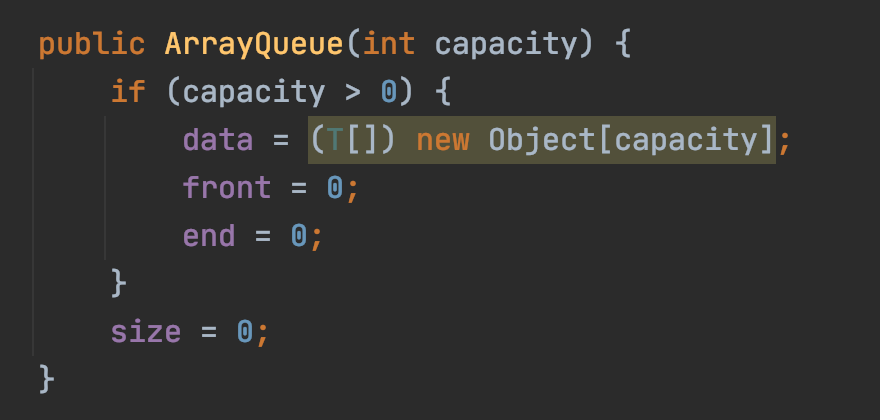 public ArrayQueue(int capacity) {
    if (capacity > 0) {
        data = (T[]) new Object[capacity];
        front = 0;
        end = 0;
    }
    size = 0;
}